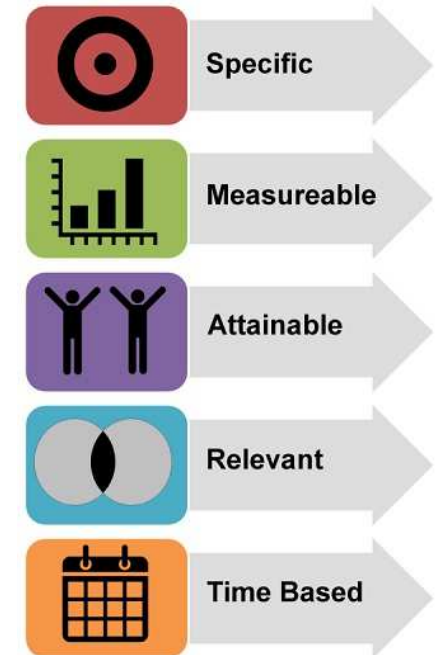 Specific
Measureable
Attainable
Relevant
Time Based